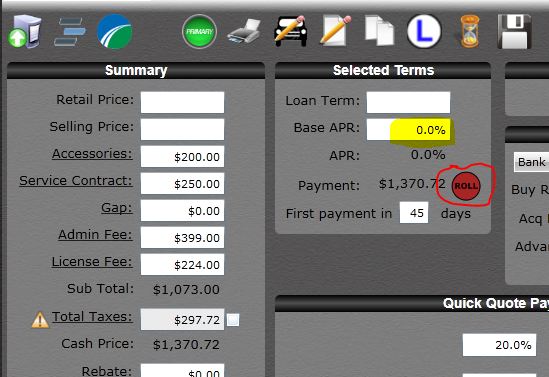 PRIMARY
L
Summary
Retail Price:
Selling Price:
Accessories: $200.00
Service Contract: $250.00
Gap: $0.00
Admin Fee: $399.00
License Fee: $224.00
Sub Total: $1,073.00
Total Taxes: $297.72
Cash Price: $1,370.72
Rebate: $0.00
Selected Terms
Loan Term:
Base APR: 0.0%
APR: 0.0%
Payment: $1,370.72 ROLL
First payment in 45 days
Bank
Buy R
Acq
Adva
Quick Quote Pay
20.0%